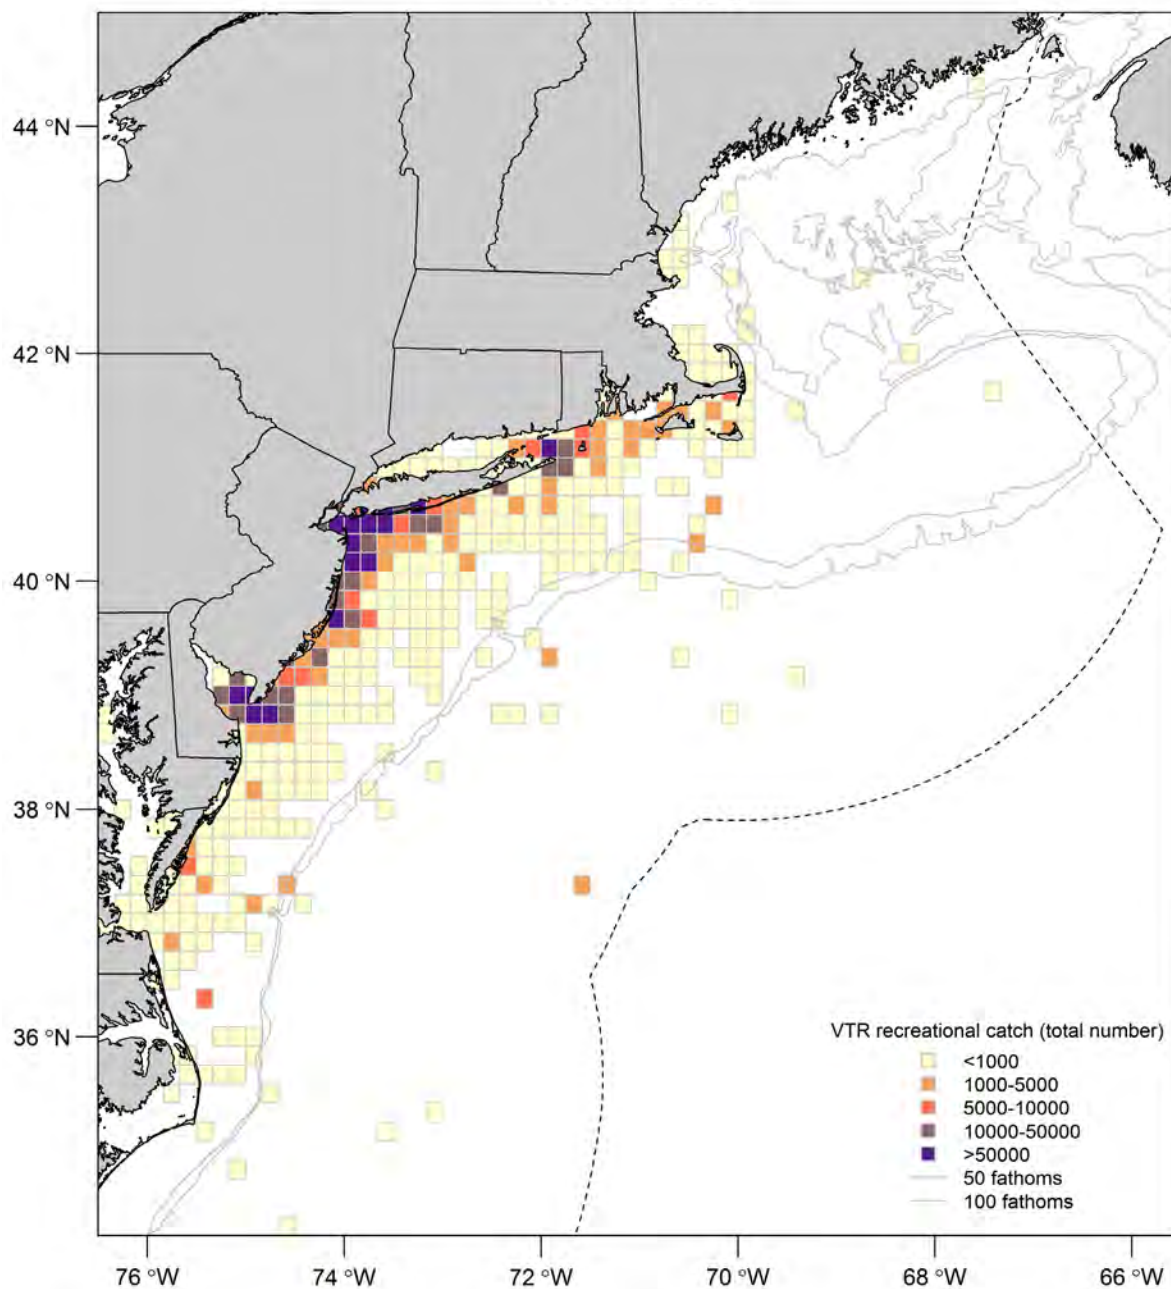 44 °N
42 °N
40 °N
38 °N
36 °N
VTR recreational catch (total number)
<1000
1000-5000
5000-10000
10000-50000
>50000
50 fathoms
100 fathoms
76 °W
74 °W
72 °W
70 °W
68 °W
66 °W